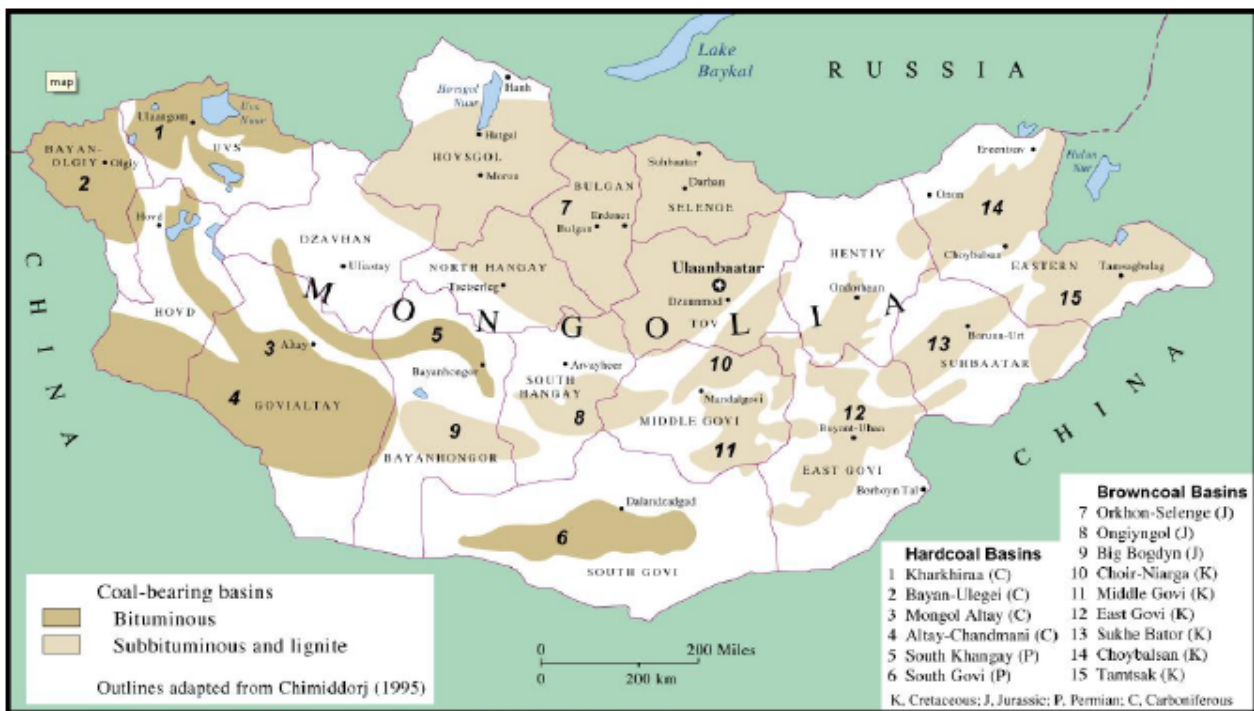 Lake
Baykal
RUSSIA
map
Hovsgol
Nuur
Hanh
Ulaangom
Uvs
Nuur
1
UVS
BAYAN-
OLGIY
Olgiy
2
Hatgal
HOVSGOL
Moron
Suhbaatar
Darhan
SELENGE
BULGAN
7
Erdenet
Bulgan
Ereentsav
Hulun
Nur
Onon
14
Choybalsan
EASTERN
Tamsagbulag
15
Hovd
DZAVHAN
Uliastay
NORTH HANGAY
Tsetserleg
Ulaanbaatar
Dzuunmod
TOV
HENTIY
Ondorhaan
MONGOLIA
CHINA
HOVD
3
Altay
5
Bayanhongor
Arvayheer
SOUTH
HANGAY
8
10
Mandalgovi
MIDDLE GOVI
11
13
Baruun-Urt
SUHBAATAR
4
GOVIALTAY
9
BAYANHONGOR
12
Buyant-Uhaa
EAST GOVI
Borhoyn Tal
CHINA
Dalandzadgad
6
SOUTH GOVI
Coal-bearing basins
Bituminous
Subbituminous and lignite
Outlines adapted from Chimiddorj (1995)
0 200 Miles
0 200 km
Hardcoal Basins
1 Kharkhiraa (C)
2 Bayan-Ulegei (C)
3 Mongol Altay (C)
4 Altay-Chandmani (C)
5 South Khangay (P)
6 South Govi (P)
Browncoal Basins
7 Orkhon-Selenge (J)
8 Ongiyngol (J)
9 Big Bogdyn (J)
10 Choir-Niarga (K)
11 Middle Govi (K)
12 East Govi (K)
13 Sukhe Bator (K)
14 Choybalsan (K)
15 Tamtsak (K)
K, Cretaceous; J, Jurassic; P, Permian; C, Carboniferous